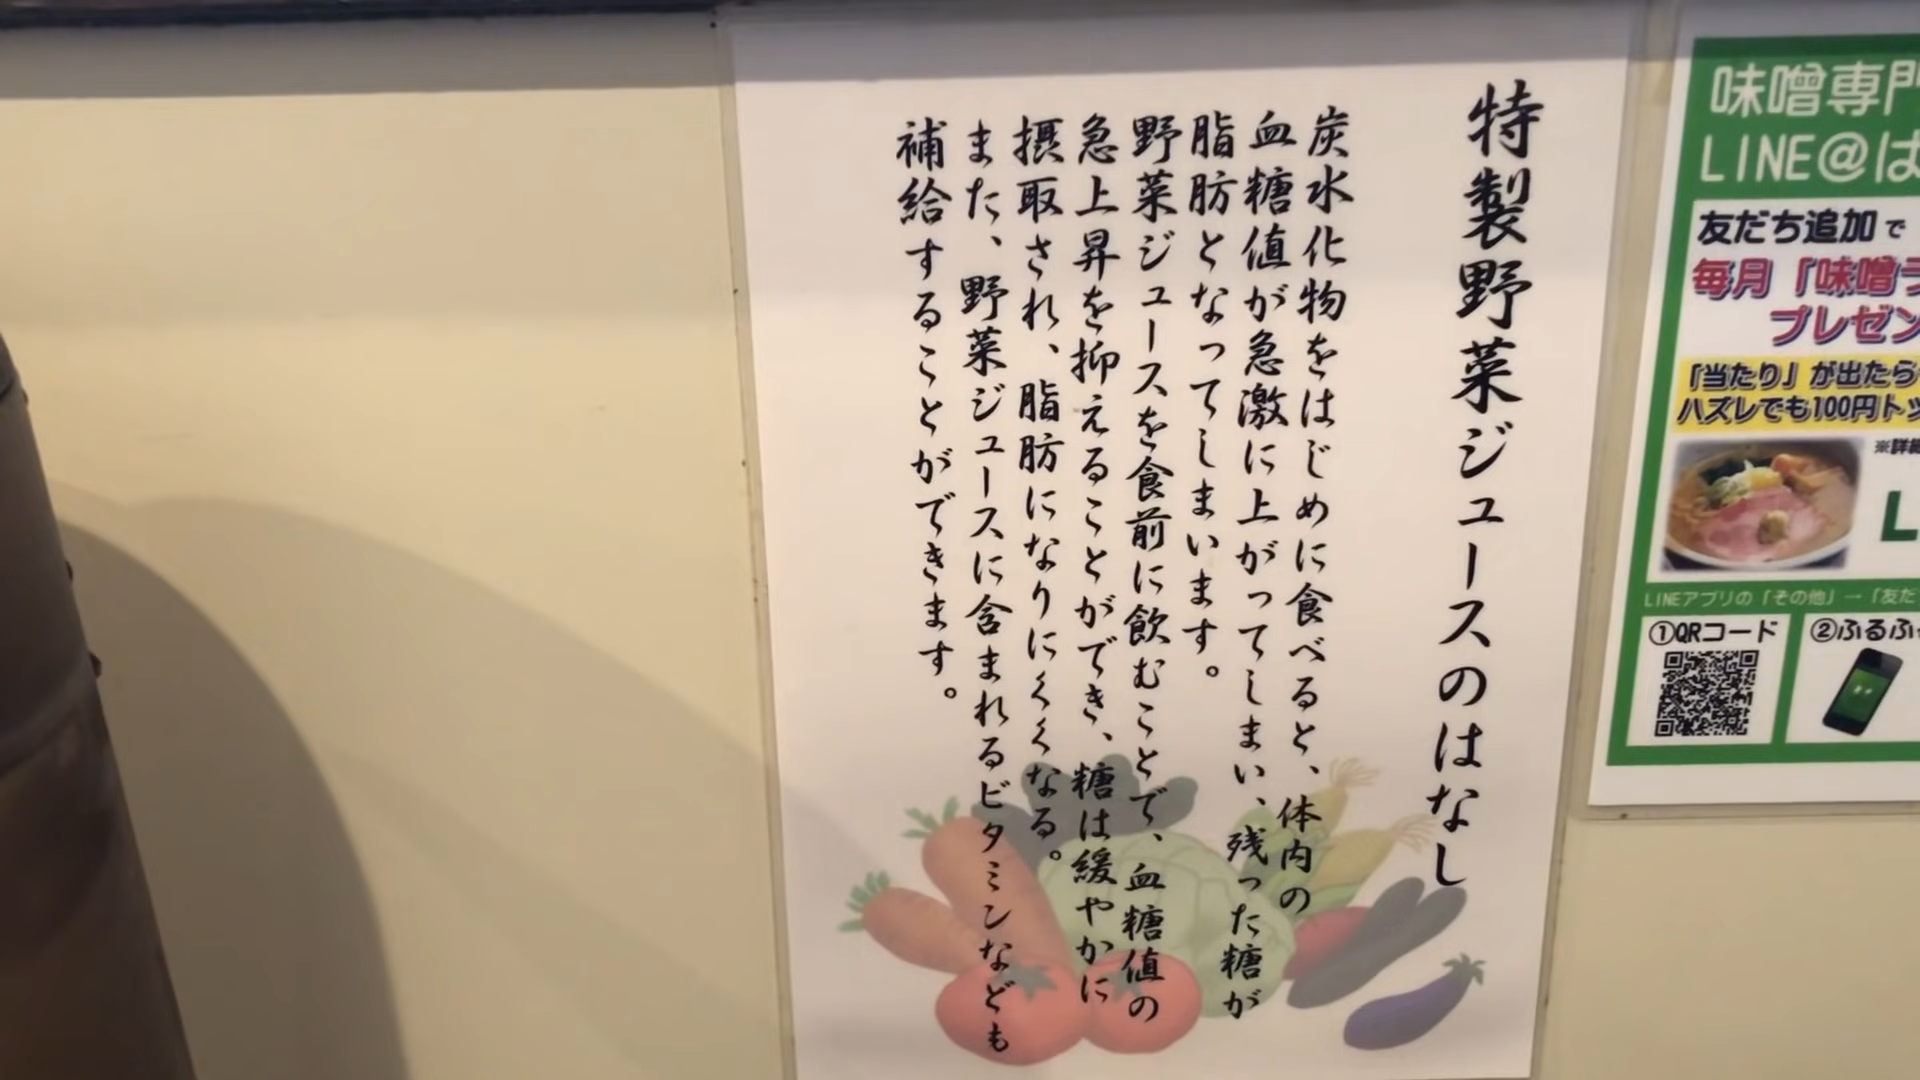 特製野菜ジュースのはなし
炭水化物をはじめに食べると、体内の
血糖値が急激に上がってしまい、残った糖が
脂肪となってしまいます。
野菜ジュースを食前に飲むことで、血糖値の
急上昇を抑えることができ、糖は緩やかに
摂取され、脂肪になりにくくなる。
また、野菜ジュースに含まれるビタミンなども
補給することができます。
味噌専門
LINE@は
友だち追加で
毎月「味噌ラ
プレゼン
「当たり」が出たら
ハズレでも100円トッ
※詳細
L
LINEアプリの「その他」→「友だ
①QRコード
②ふるふ